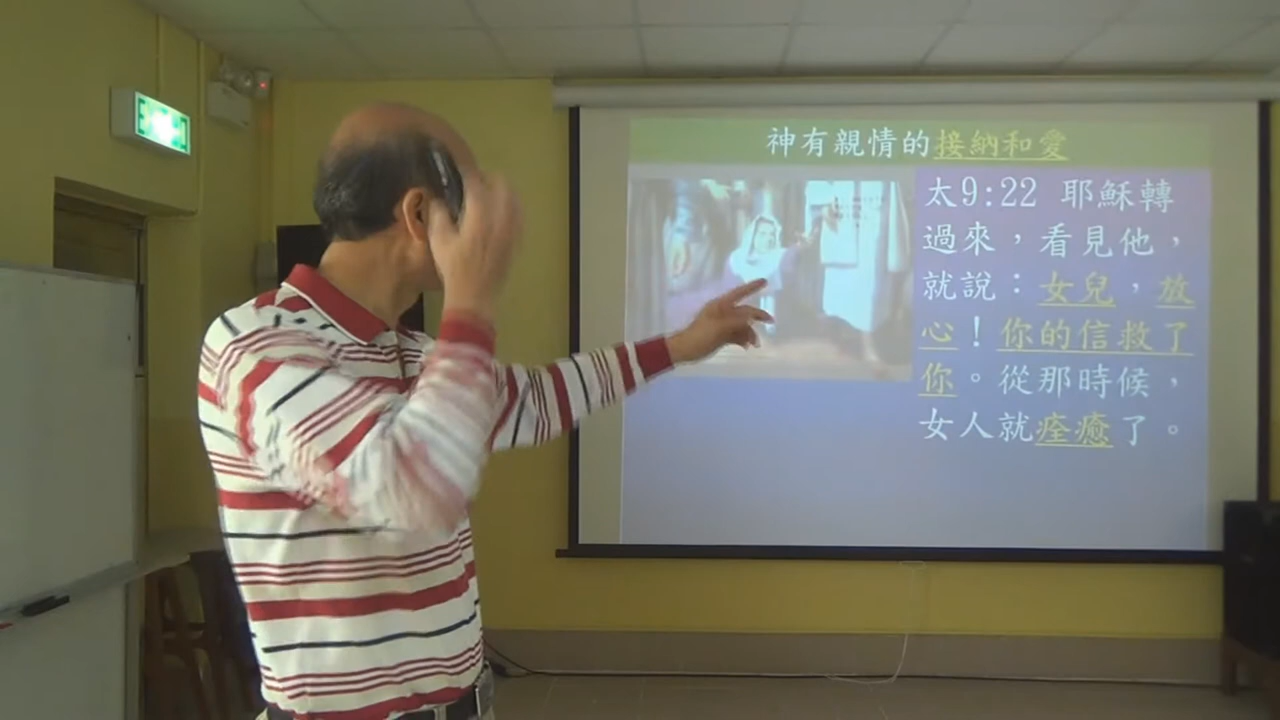 神有親情的接納和愛
太9:22 耶穌轉
過來，看見他，
就說：女兒，放
心！你的信救了
你。從那時候，
女人就痊癒了。